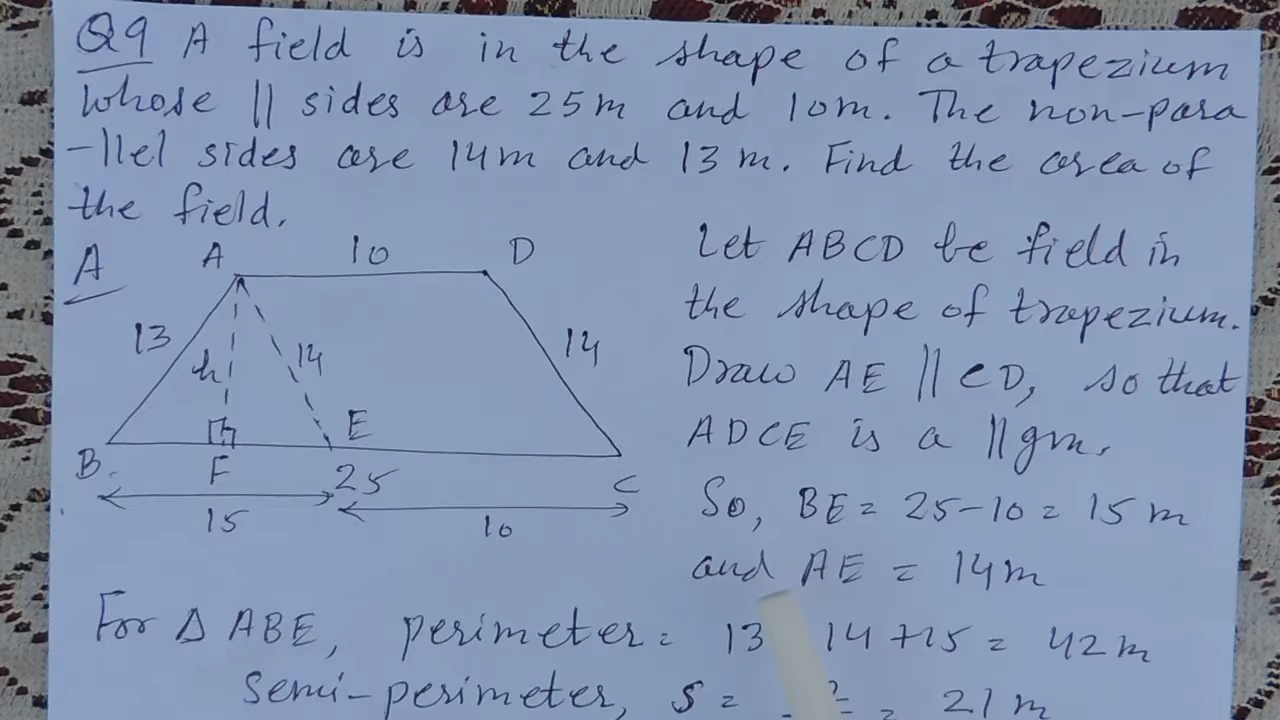 Q9 A field is in the shape of a trapezium
whose || sides are 25m and 10m. The non-para
-llel sides are 14m and 13 m. Find the area of
the field.
A
A 10 D
13 h 14 14
B F E 25 C
15 10
Let ABCD be field in
the shape of trapezium.
Draw AE || CD, so that
ADCE is a ||gm.
So, BE = 25-10 = 15 m
and AE = 14m
For Δ ABE, perimeter = 13 14 +15 = 42 m
Semi-perimeter, s = = 21 m